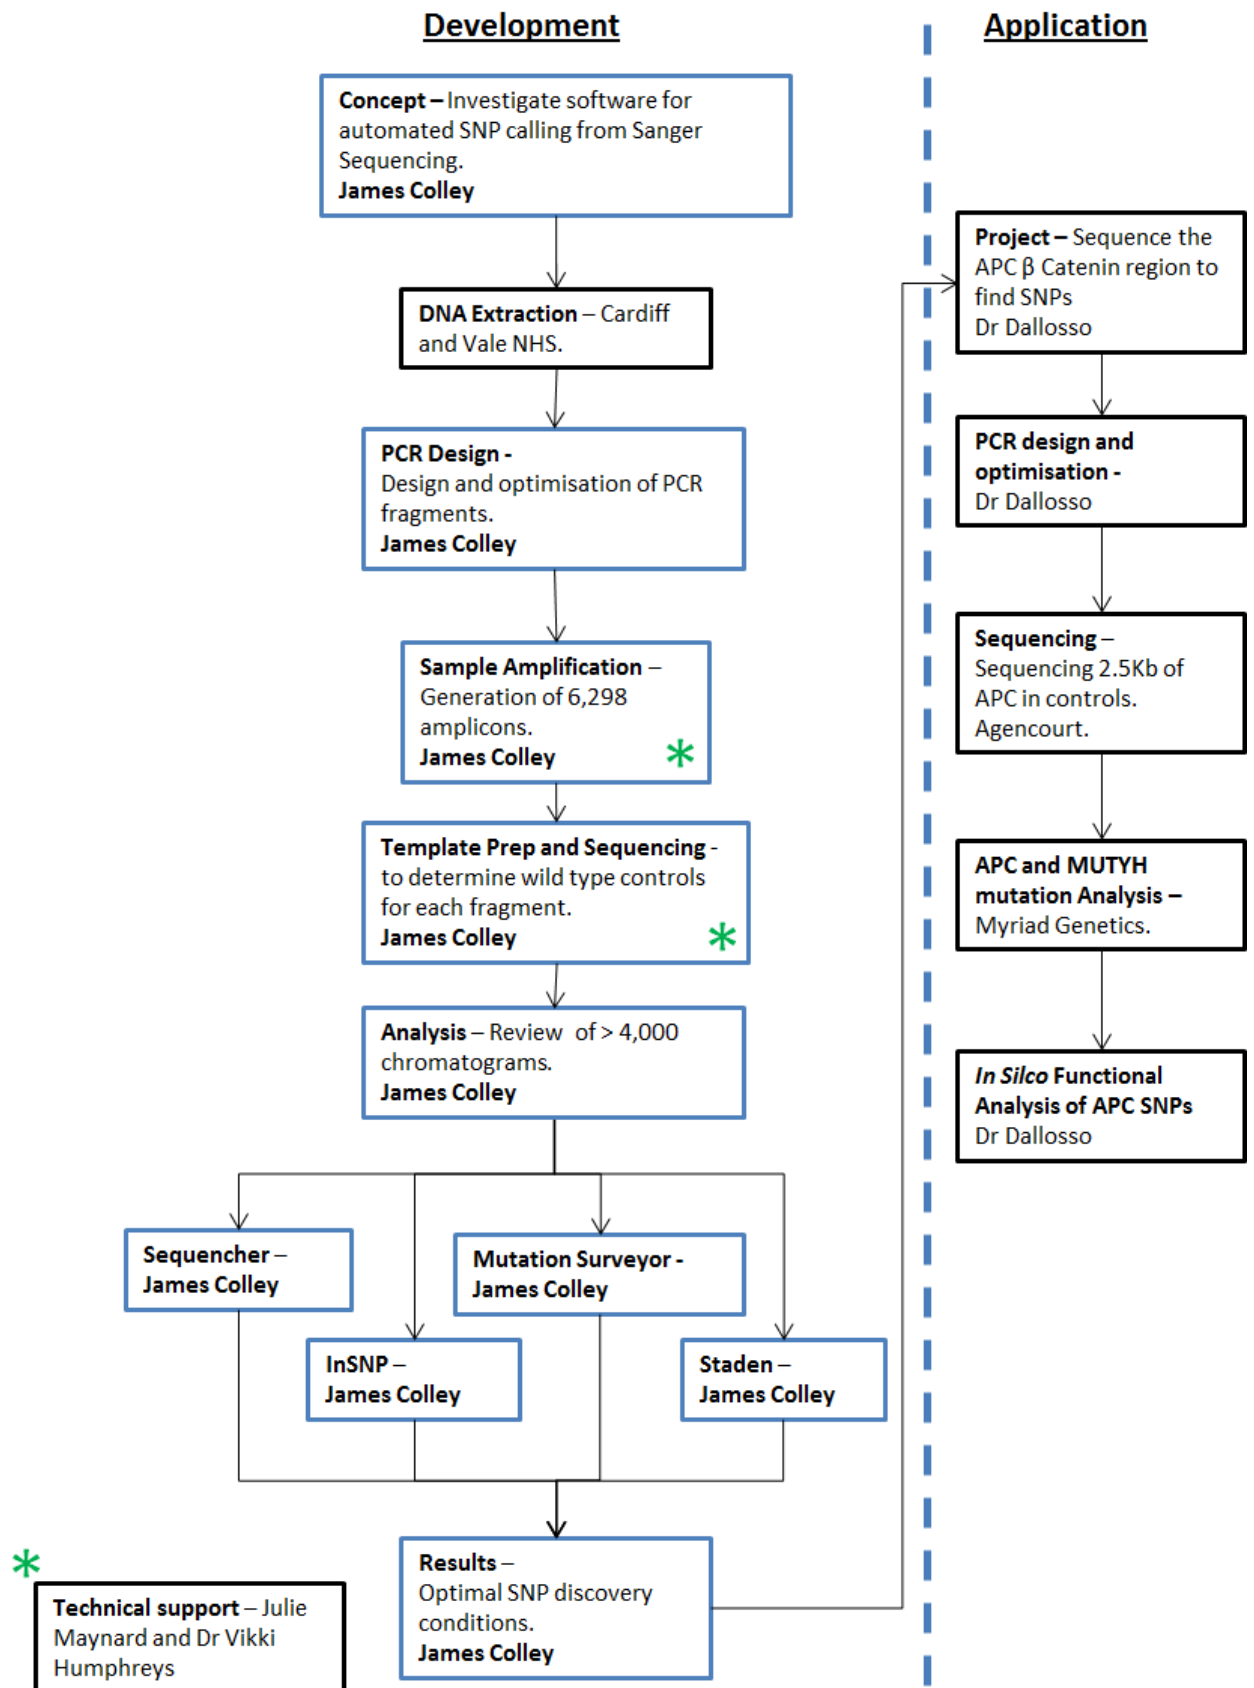 Development
Concept – Investigate software for
automated SNP calling from Sanger
Sequencing.
James Colley
DNA Extraction – Cardiff
and Vale NHS.
PCR Design -
Design and optimisation of PCR
fragments.
James Colley
Sample Amplification –
Generation of 6,298
amplicons.
James Colley *
Template Prep and Sequencing -
to determine wild type controls
for each fragment.
James Colley *
Analysis – Review of > 4,000
chromatograms.
James Colley
Sequencher –
James Colley
Mutation Surveyor -
James Colley
InSNP –
James Colley
Staden –
James Colley
Results –
Optimal SNP discovery
conditions.
James Colley
*
Technical support – Julie
Maynard and Dr Vikki
Humphreys
Application
Project – Sequence the
APC β Catenin region to
find SNPs
Dr Dallosso
PCR design and
optimisation -
Dr Dallosso
Sequencing –
Sequencing 2.5Kb of
APC in controls.
Agencourt.
APC and MUTYH
mutation Analysis –
Myriad Genetics.
In Silco Functional
Analysis of APC SNPs
Dr Dallosso